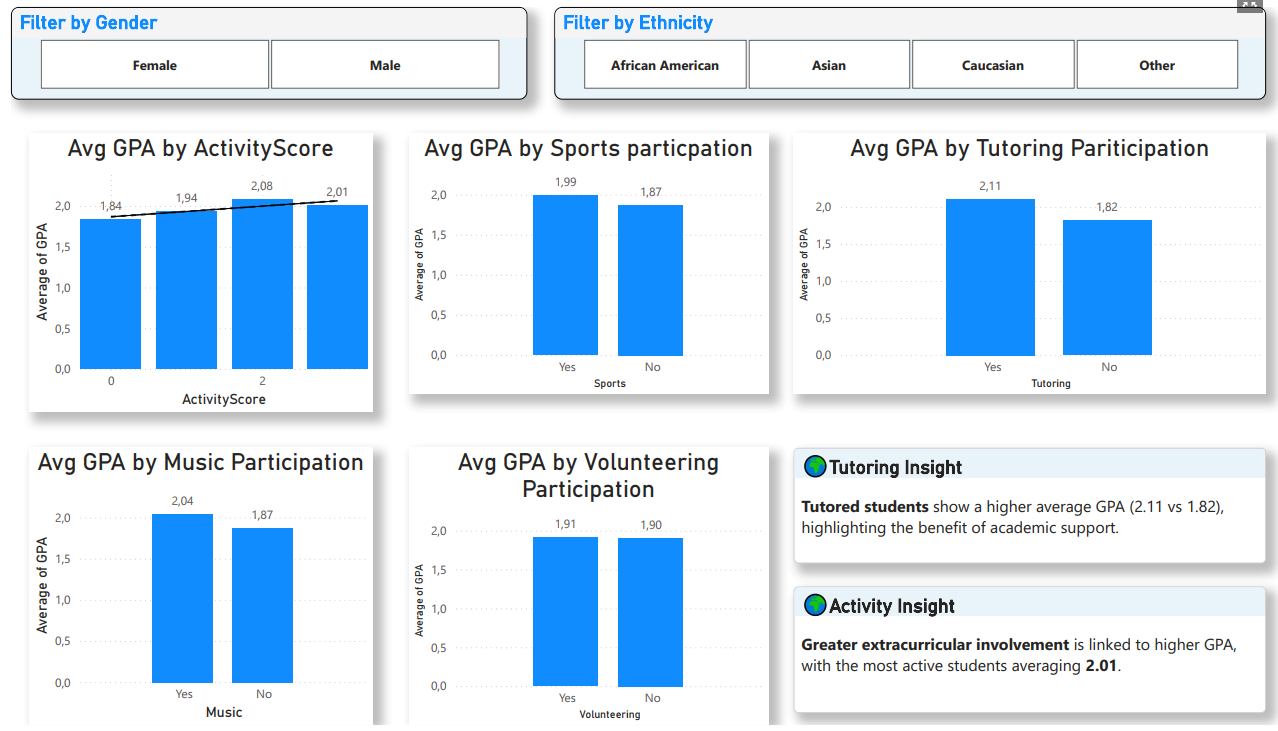 Filter by Gender
Female
Male
Filter by Ethnicity
African American
Asian
Caucasian
Other
Avg GPA by ActivityScore
Average of GPA
2,0
1,5
1,0
0,5
0,0
1,84
1,94
2,08
2,01
0
2
ActivityScore
Avg GPA by Sports particpation
Average of GPA
2,0
1,5
1,0
0,5
0,0
1,99
1,87
Yes
No
Sports
Avg GPA by Tutoring Pariticipation
Average of GPA
2,0
1,5
1,0
0,5
0,0
2,11
1,82
Yes
No
Tutoring
Avg GPA by Music Participation
Average of GPA
2,0
1,5
1,0
0,5
0,0
2,04
1,87
Yes
No
Music
Avg GPA by Volunteering
Participation
Average of GPA
2,0
1,5
1,0
0,5
0,0
1,91
1,90
Yes
No
Volunteering
Tutoring Insight
Tutored students show a higher average GPA (2.11 vs 1.82),
highlighting the benefit of academic support.
Activity Insight
Greater extracurricular involvement is linked to higher GPA,
with the most active students averaging 2.01.